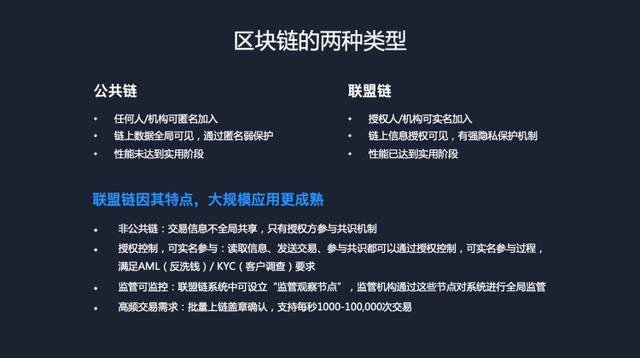 区块链的两种类型
公共链
• 任何人/机构可匿名加入
• 链上数据全局可见，通过匿名弱保护
• 性能未达到实用阶段
联盟链
• 授权人/机构可实名加入
• 链上信息授权可见，有强隐私保护机制
• 性能已达到实用阶段
联盟链因其特点，大规模应用更成熟
• 非公共链：交易信息不全局共享，只有授权方参与共识机制
• 授权控制，可实名参与：读取信息、发送交易、参与共识都可以通过授权控制，可实名参与过程，
满足AML（反洗钱）/ KYC（客户调查）要求
• 监管可监控：联盟链系统中可设立“监管观察节点”，监管机构通过这些节点对系统进行全局监管
• 高频交易需求：批量上链盖章确认，支持每秒1000-100,000次交易